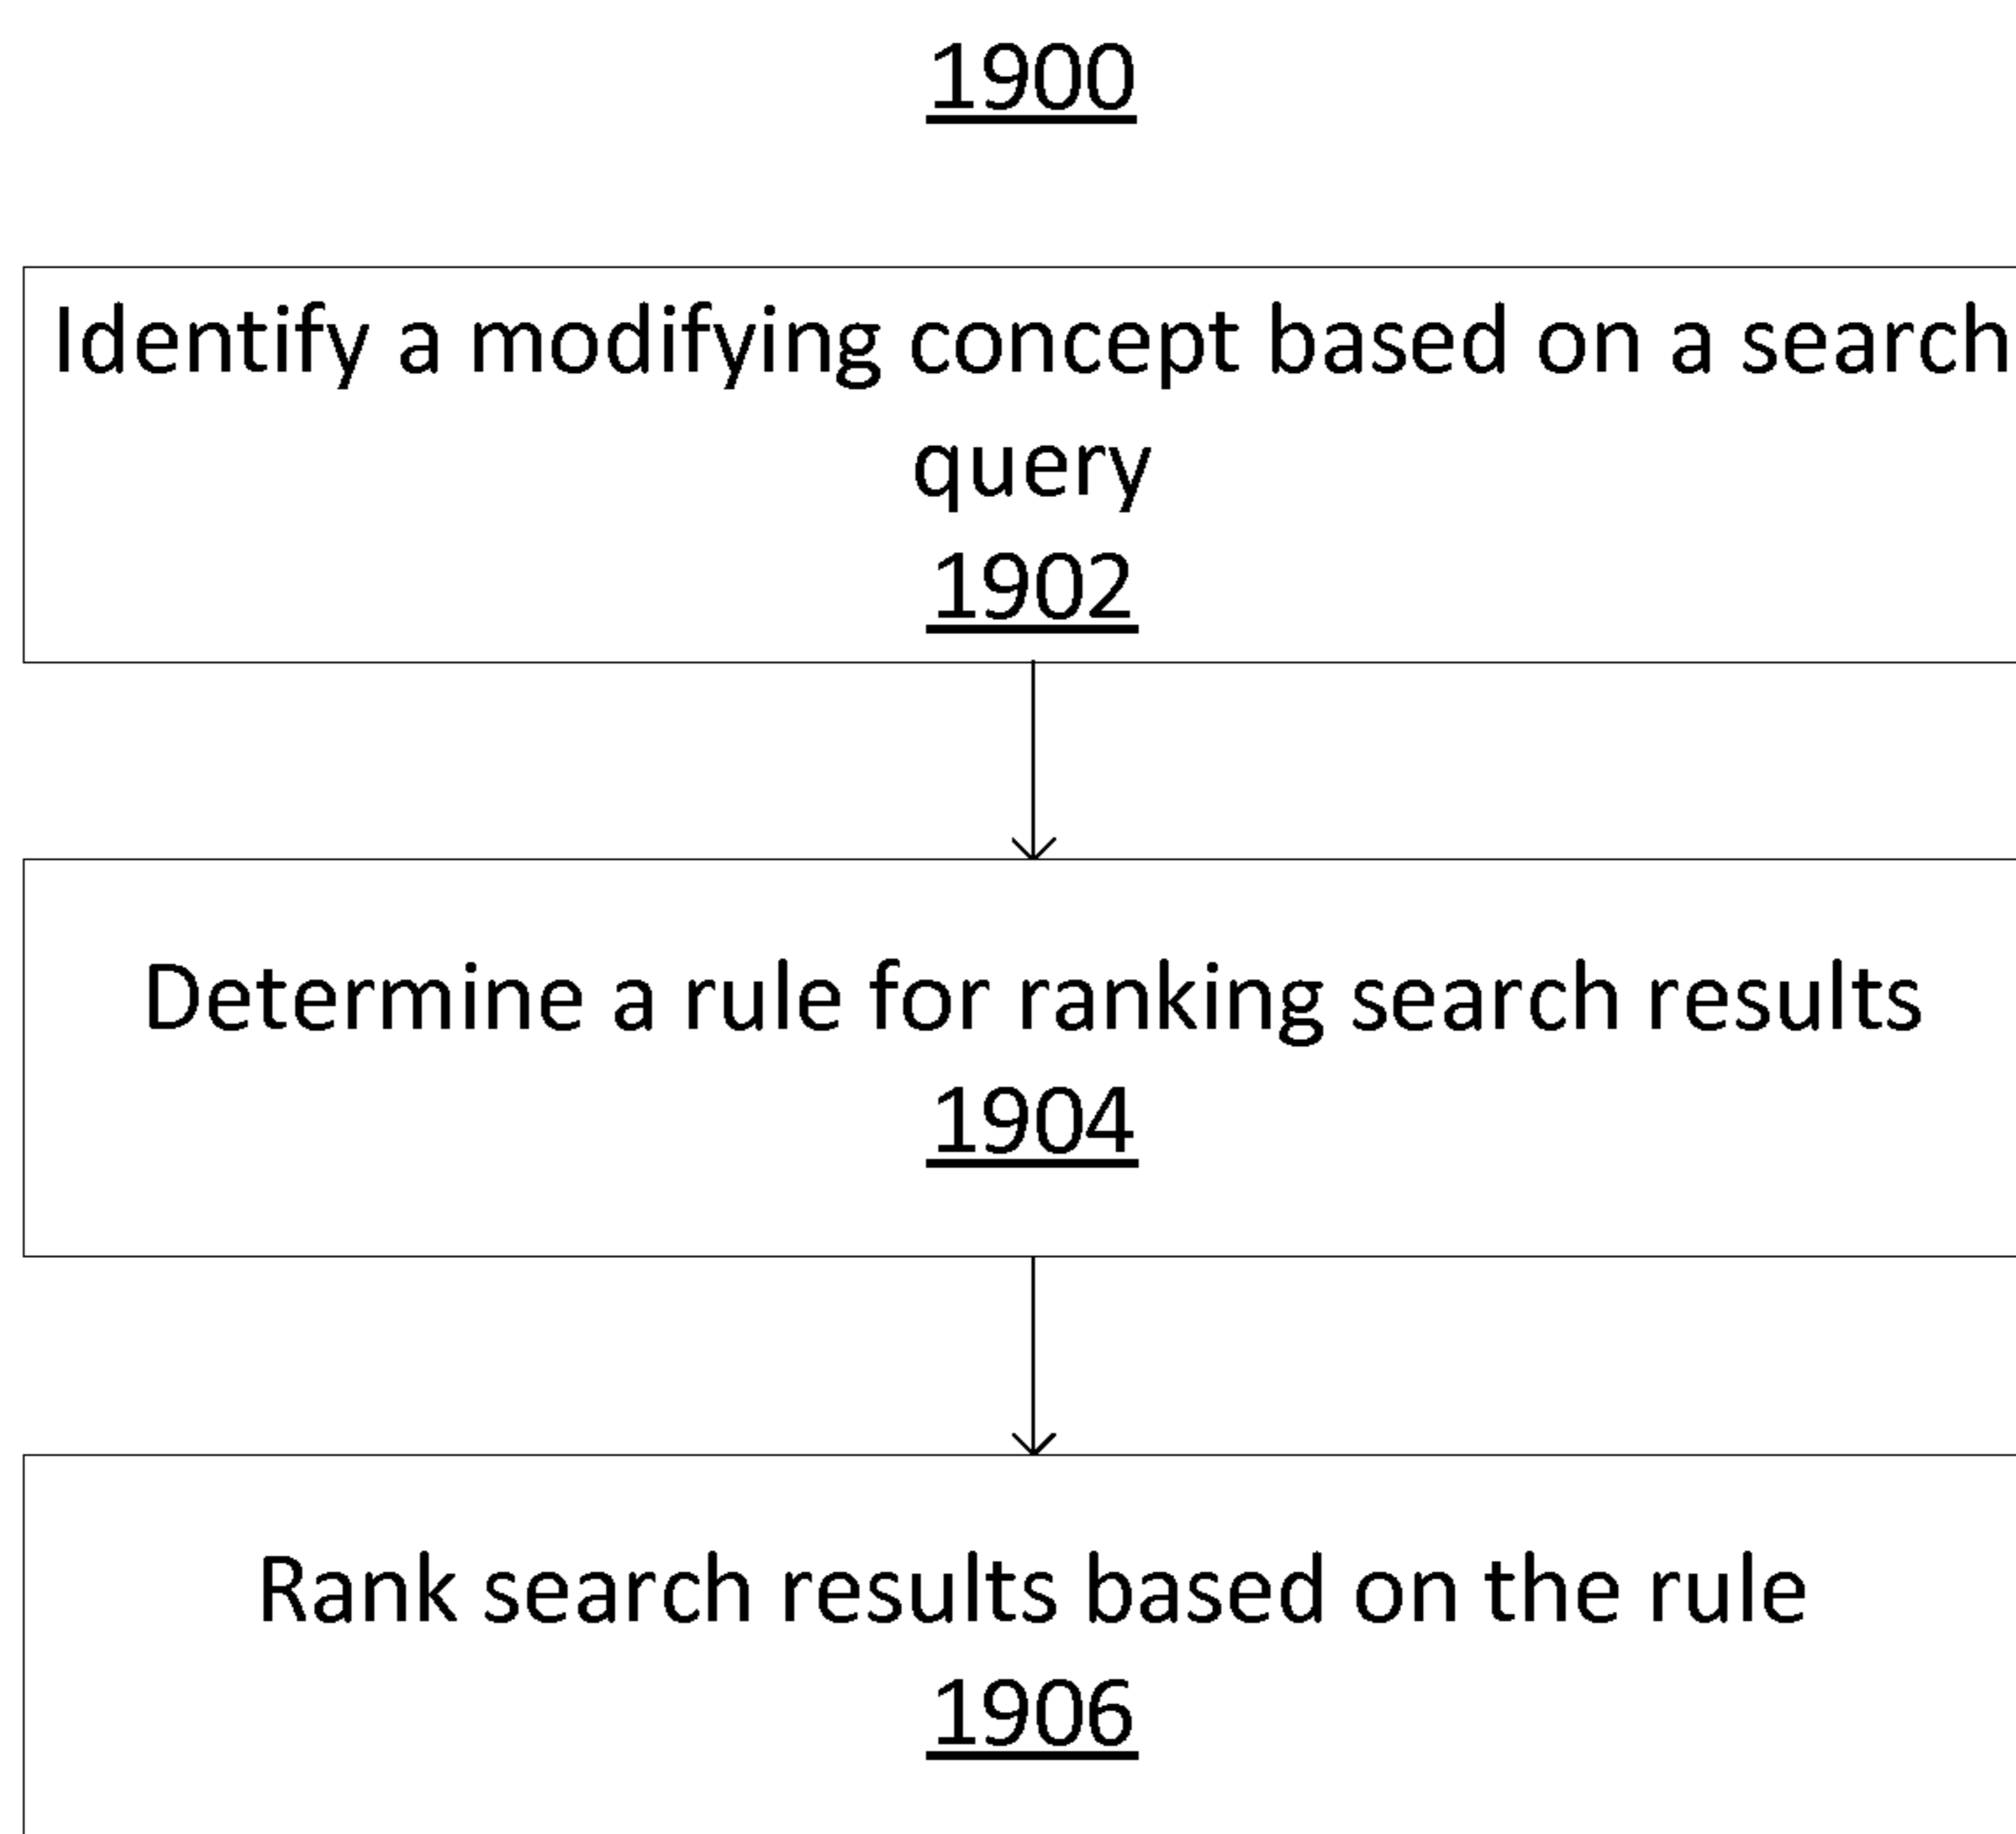 1900
Identify a modifying concept based on a search
query
1902
Determine a rule for ranking search results
1904
Rank search results based on the rule
1906